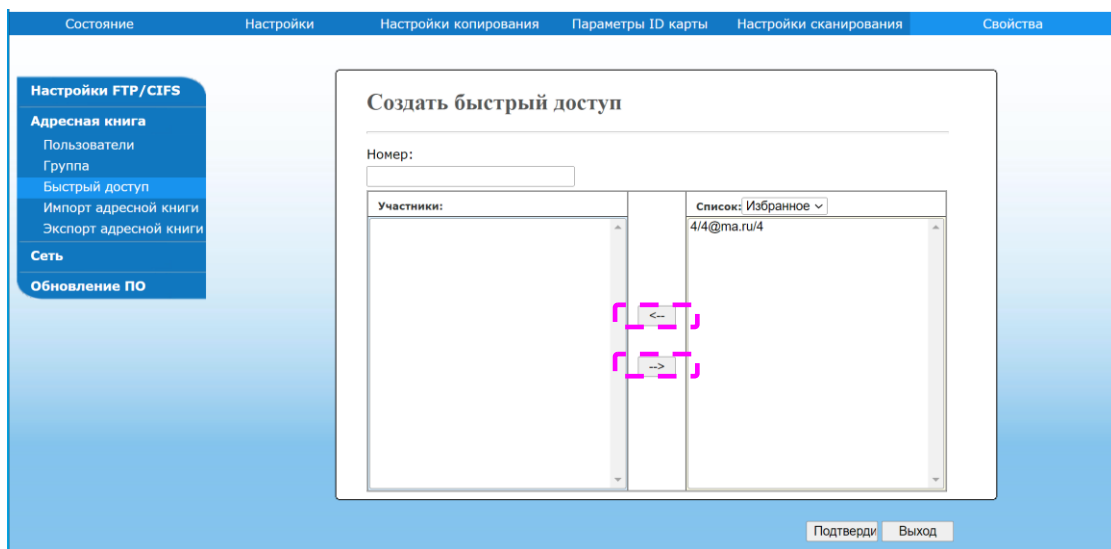 Состояние Настройки Настройки копирования Параметры ID карты Настройки сканирования Свойства
Настройки FTP/CIFS
Адресная книга
Пользователи
Группа
Быстрый доступ
Импорт адресной книги
Экспорт адресной книги
Сеть
Обновление ПО
Создать быстрый доступ
Номер:
Участники:
Список: Избранное
4/4@ma.ru/4
<--
-->
Подтверди Выход